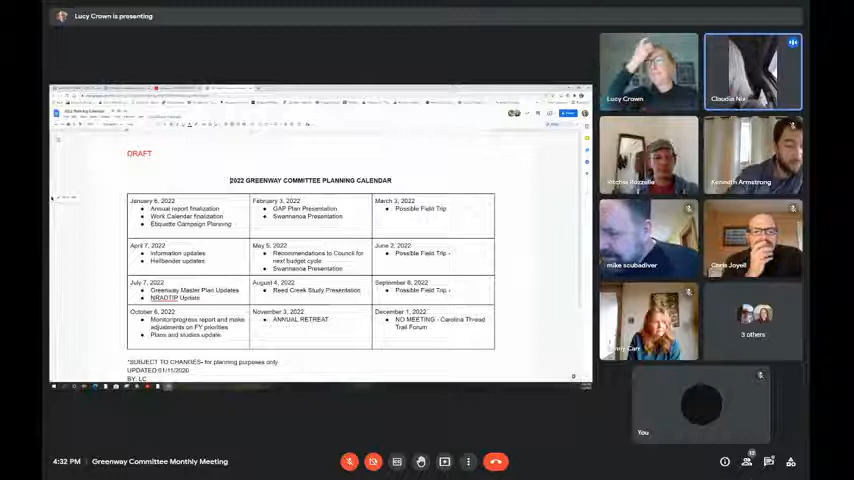 Lucy Crown is presenting
DRAFT
2022 GREENWAY COMMITTEE PLANNING CALENDAR
January 6, 2022
● Annual report finalization
● Work Calendar finalization
● Etiquette Campaign Planning
February 3, 2022
● GAP Plan Presentation
● Swannanoa Presentation
March 3, 2022
● Possible Field Trip
April 7, 2022
● Information updates
● Hellbender updates
May 5, 2022
● Recommendations to Council for
next budget cycle
● Swannanoa Presentation
June 2, 2022
● Possible Field Trip -
July 7, 2022
● Greenway Master Plan Updates
● NRADTIP Update
August 4, 2022
● Reed Creek Study Presentation
September 8, 2022
● Possible Field Trip -
October 6, 2022
● Monitor/progress report and make
adjustments on FY priorities
● Plans and studies update
November 3, 2022
● ANNUAL RETREAT
December 1, 2022
● NO MEETING - Carolina Thread
Trail Forum
*SUBJECT TO CHANGES- for planning purposes only
UPDATED:01/11/2020
BY: LC
Lucy Crown
Claudia Nix
Kenneth Armstrong
mike scubadiver
Chris Joyell
Carr
3 others
You
4:32 PM
Greenway Committee Monthly Meeting